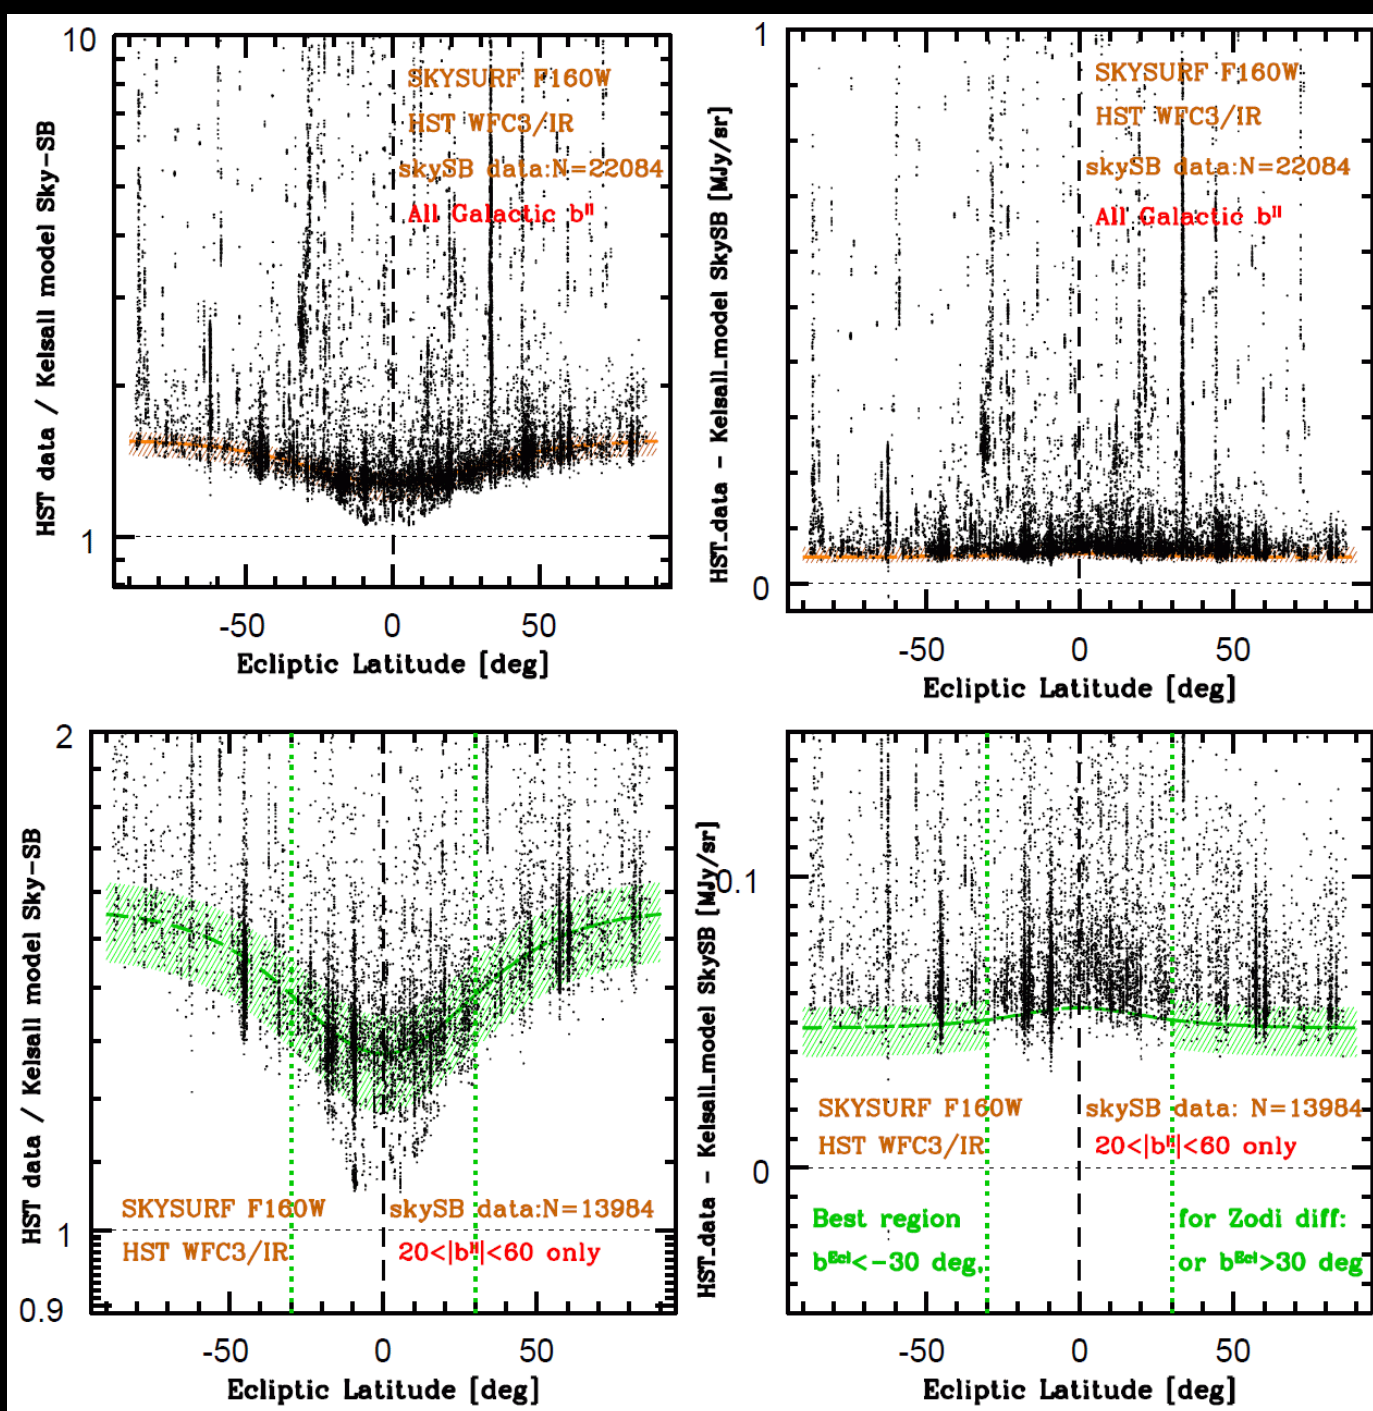 10
SKYSURF F160W
HST WFC3/IR
skySB data:N=22084
All Galactic bᴵᴵ
1
HST data / Kelsall model Sky-SB
-50 0 50
Ecliptic Latitude [deg]
1
SKYSURF F160W
HST WFC3/IR
skySB data:N=22084
All Galactic bᴵᴵ
0
HST_data - Kelsall_model SkySB [MJy/sr]
-50 0 50
Ecliptic Latitude [deg]
2
1
0.9
HST data / Kelsall model Sky-SB
SKYSURF F160W skySB data:N=13984
HST WFC3/IR 20<|bᴵᴵ|<60 only
-50 0 50
Ecliptic Latitude [deg]
0.1
0
HST_data - Kelsall_model SkySB [MJy/sr]
SKYSURF F160W skySB data: N=13984
HST WFC3/IR 20<|bᴵᴵ|<60 only
Best region for Zodi diff:
bᴱᶜˡ<-30 deg, or bᴱᶜˡ>30 deg
-50 0 50
Ecliptic Latitude [deg]